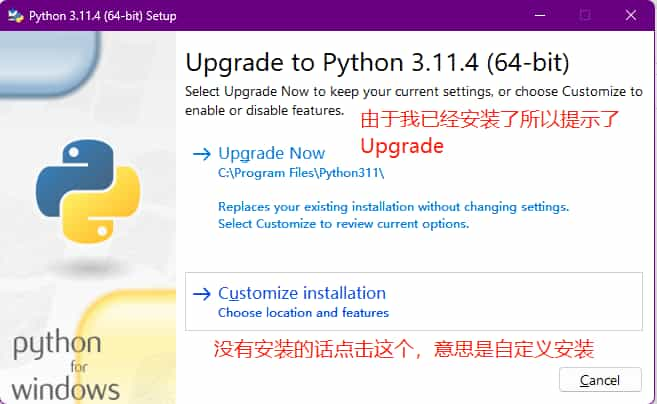 Python 3.11.4 (64-bit) Setup
Upgrade to Python 3.11.4 (64-bit)
Select Upgrade Now to keep your current settings, or choose Customize to
enable or disable features.
由于我已经安装了所以提示了
Upgrade
Upgrade Now
C:\Program Files\Python311\
Replaces your existing installation without changing settings.
Select Customize to review current options.
Customize installation
Choose location and features
没有安装的话点击这个，意思是自定义安装
python
for
windows
Cancel